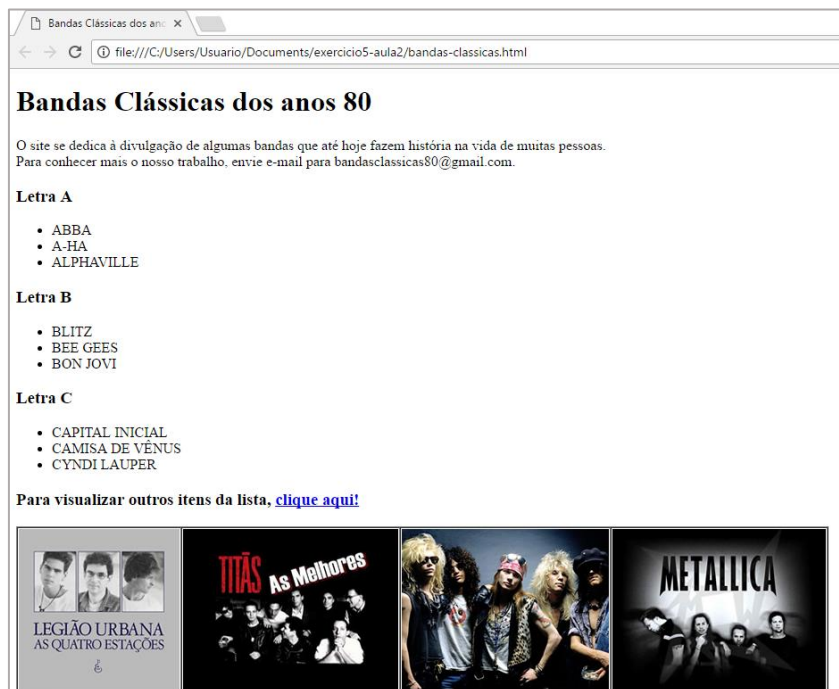 Bandas Clássicas dos ano
file:///C:/Users/Usuario/Documents/exercicio5-aula2/bandas-classicas.html
Bandas Clássicas dos anos 80
O site se dedica à divulgação de algumas bandas que até hoje fazem história na vida de muitas pessoas.
Para conhecer mais o nosso trabalho, envie e-mail para bandasclassicas80@gmail.com.
Letra A
ABBA
A-HA
ALPHAVILLE
Letra B
BLITZ
BEE GEES
BON JOVI
Letra C
CAPITAL INICIAL
CAMISA DE VÊNUS
CYNDI LAUPER
Para visualizar outros itens da lista, clique aqui!
LEGIÃO URBANA
AS QUATRO ESTAÇÕES
TITÃS As Melhores
METALLICA